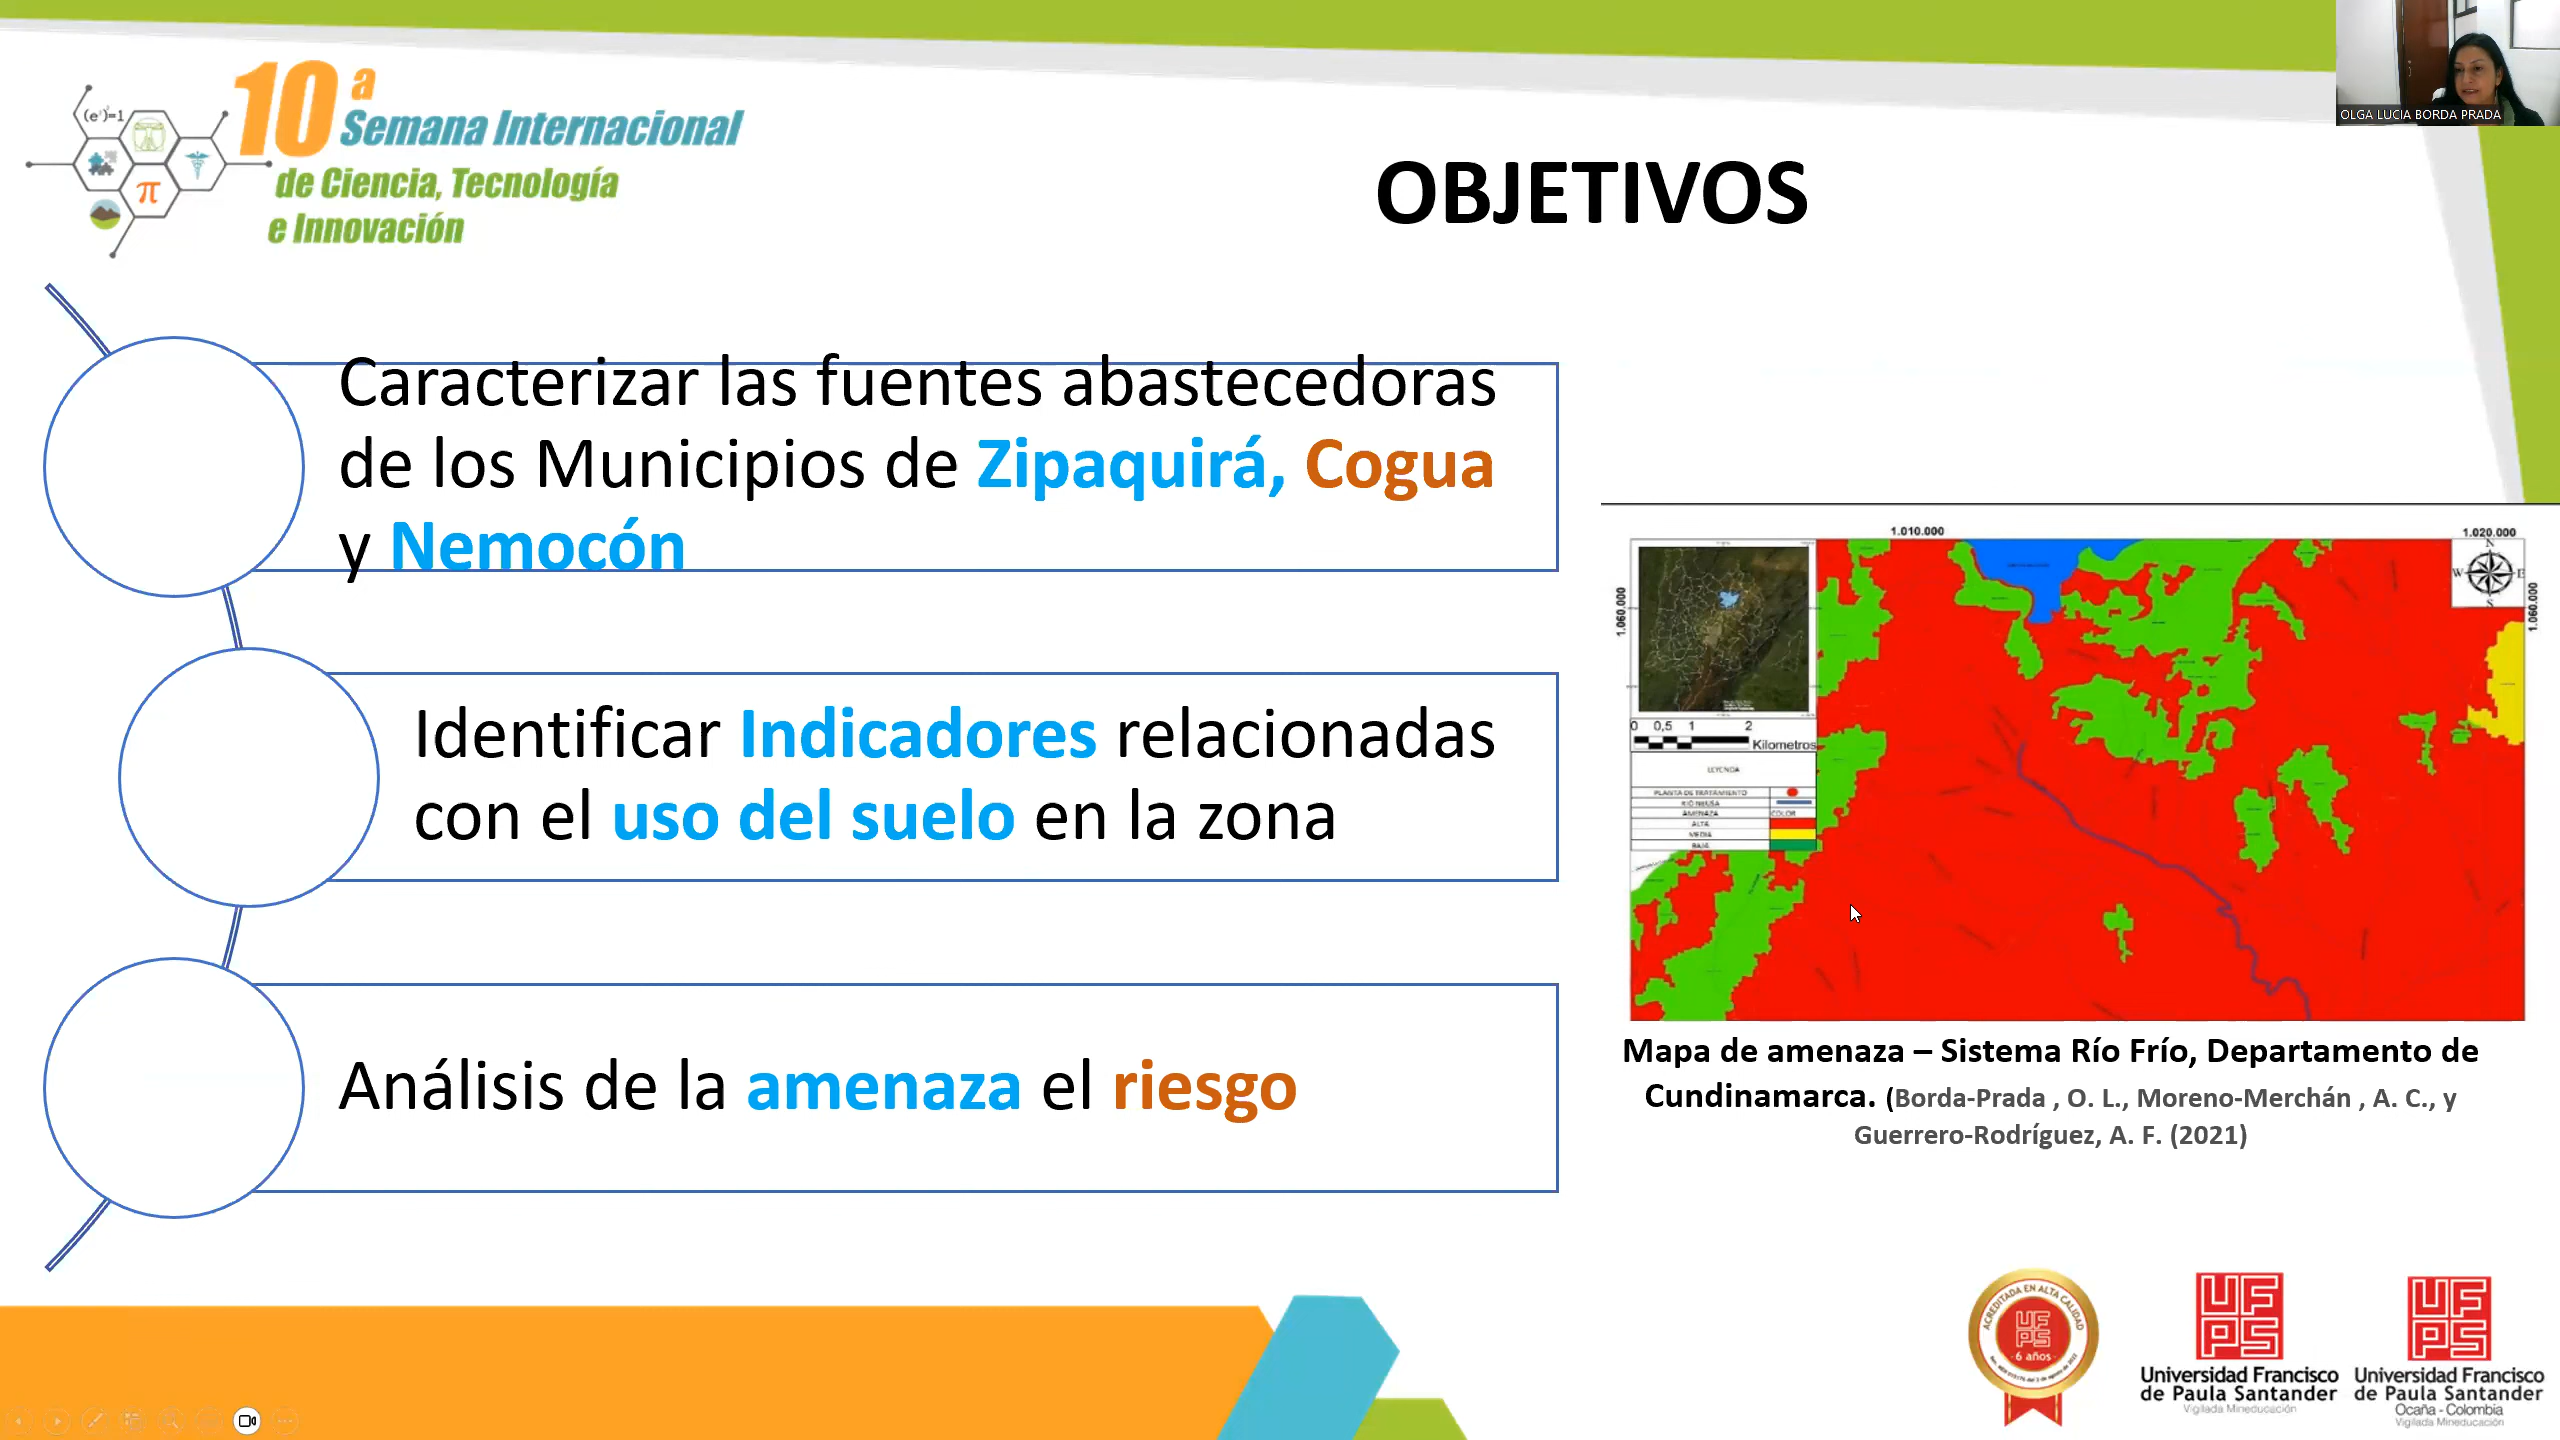 10ª
Semana Internacional
de Ciencia, Tecnología
e Innovación
π
OLGA LUCIA BORDA PRADA
OBJETIVOS
Caracterizar las fuentes abastecedoras
de los Municipios de Zipaquirá, Cogua
y Nemocón
Identificar Indicadores relacionadas
con el uso del suelo en la zona
Análisis de la amenaza el riesgo
1.010.000
1.020.000
1.060.000
1.060.000
N
W E
S
0 0,5 1 2
Kilometros
LEYENDA
PLANTA DE TRATAMIENTO
RIO NEUSA
AMENAZA COLOR
ALTA
MEDIA
BAJA
Mapa de amenaza – Sistema Río Frío, Departamento de
Cundinamarca. (Borda-Prada , O. L., Moreno-Merchán , A. C., y
Guerrero-Rodríguez, A. F. (2021)
ACREDITADA EN ALTA CALIDAD
UFPS
6 años
UFPS
Universidad Francisco
de Paula Santander
Vigilada Mineducación
UFPS
Universidad Francisco
de Paula Santander
Ocaña - Colombia
Vigilada Mineducación